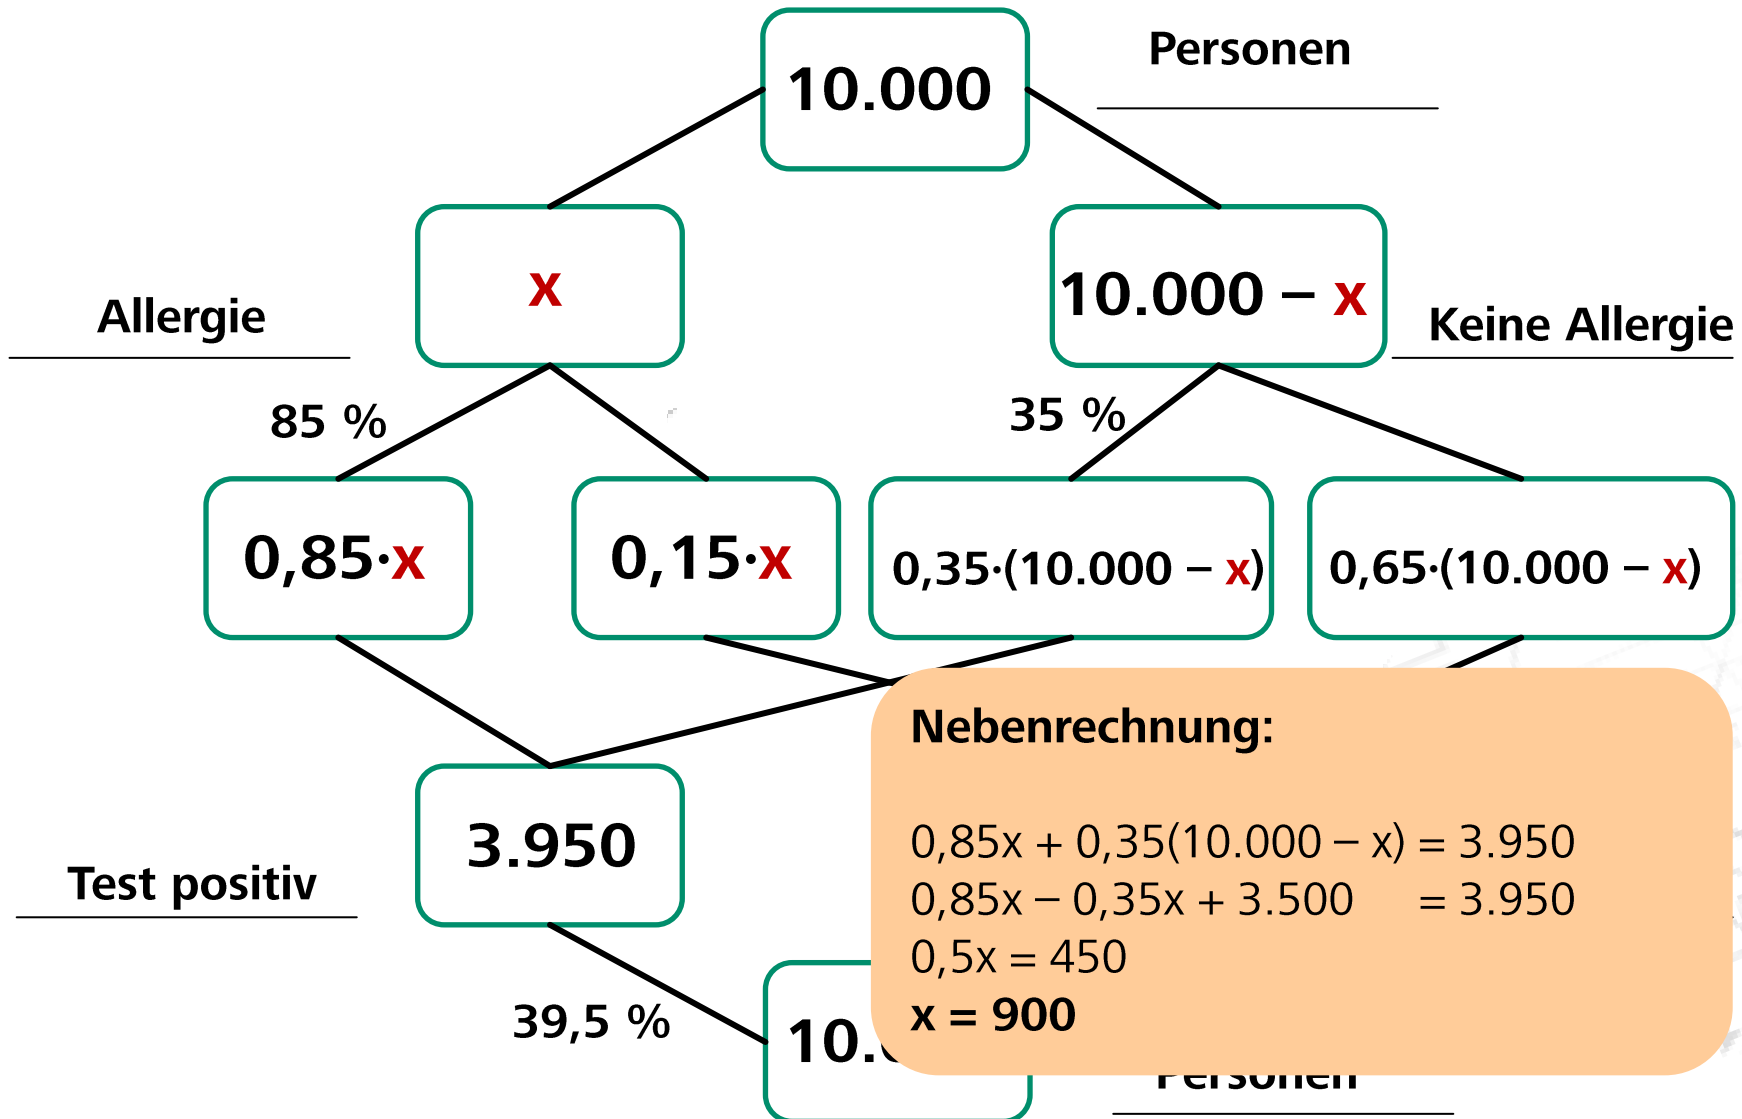 10.000
Personen
x
10.000 – x
Allergie
Keine Allergie
85 %
35 %
0,85·x
0,15·x
0,35·(10.000 – x)
0,65·(10.000 – x)
Nebenrechnung:
0,85x + 0,35(10.000 – x) = 3.950
0,85x – 0,35x + 3.500 = 3.950
0,5x = 450
x = 900
3.950
Test positiv
39,5 %
10.
Personen